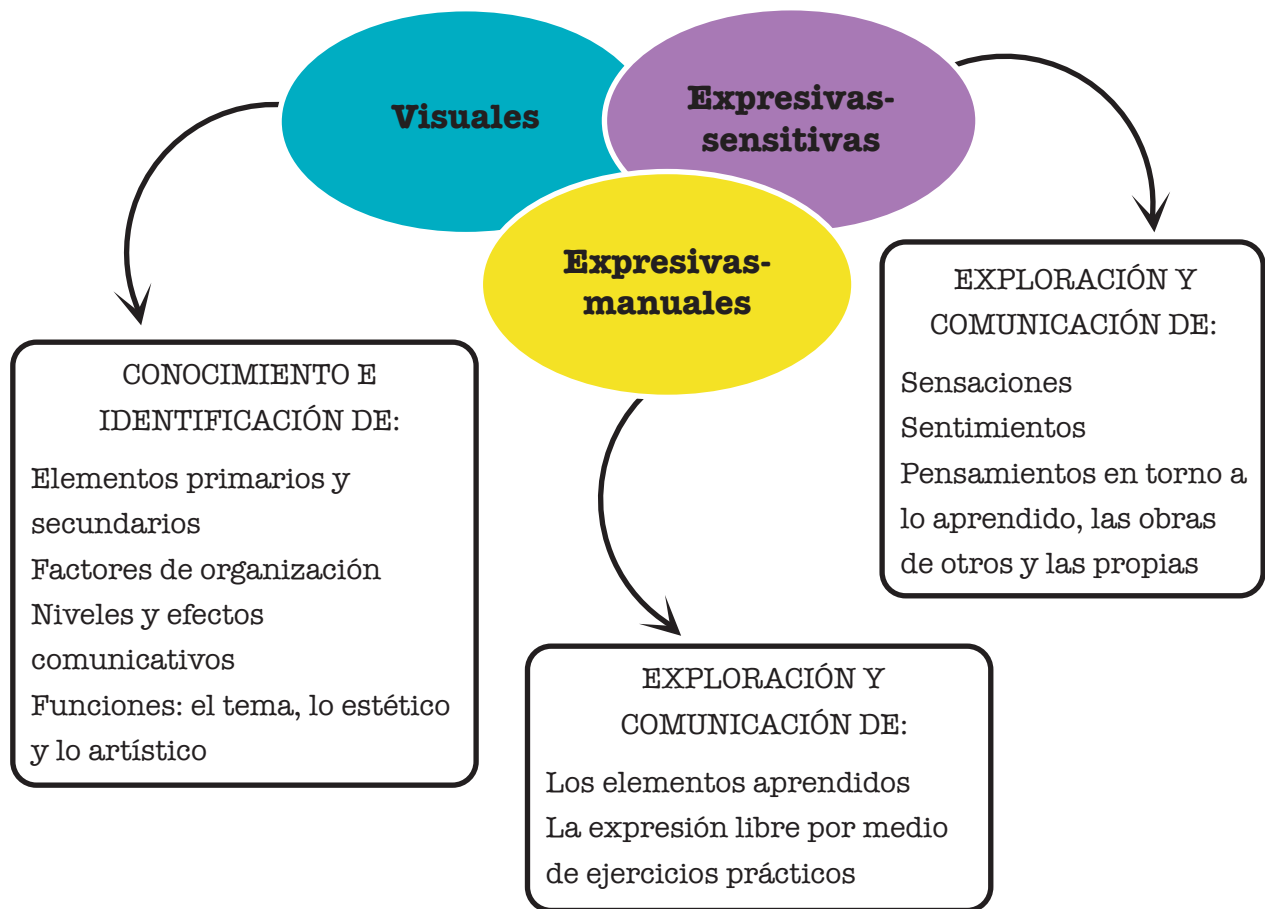 Visuales
Expresivas-
sensitivas
Expresivas-
manuales
CONOCIMIENTO E
IDENTIFICACIÓN DE:
Elementos primarios y
secundarios
Factores de organización
Niveles y efectos
comunicativos
Funciones: el tema, lo estético
y lo artístico
EXPLORACIÓN Y
COMUNICACIÓN DE:
Los elementos aprendidos
La expresión libre por medio
de ejercicios prácticos
EXPLORACIÓN Y
COMUNICACIÓN DE:
Sensaciones
Sentimientos
Pensamientos en torno a
lo aprendido, las obras
de otros y las propias